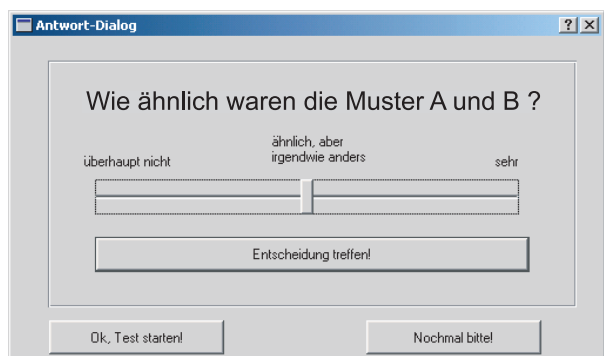 Antwort-Dialog
Wie ähnlich waren die Muster A und B ?
ähnlich, aber
irgendwie anders
überhaupt nicht
sehr
Entscheidung treffen!
Ok, Test starten!
Nochmal bitte!